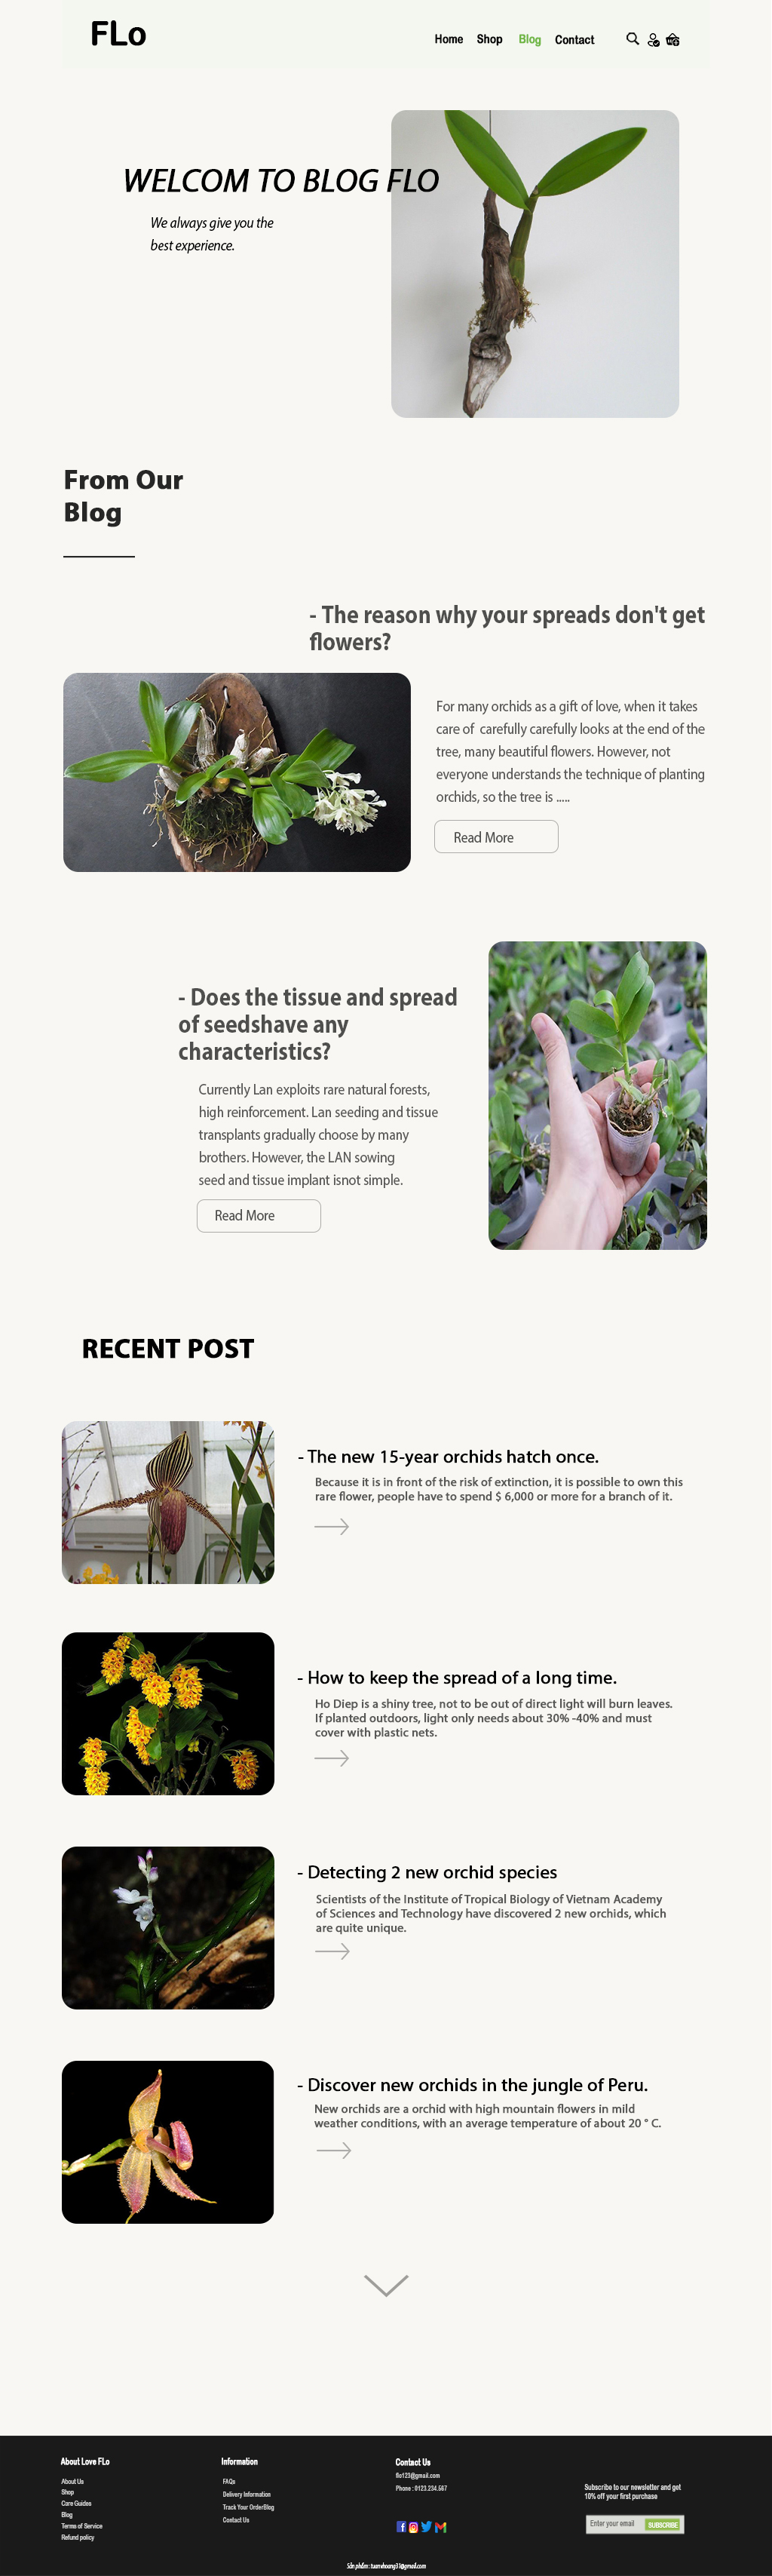 FLo
Home Shop Blog Contact
WELCOM TO BLOG FLO
We always give you the
best experience.
From Our
Blog
- The reason why your spreads don't get
flowers?
For many orchids as a gift of love, when it takes
care of carefully carefully looks at the end of the
tree, many beautiful flowers. However, not
everyone understands the technique of planting
orchids, so the tree is .....
Read More
- Does the tissue and spread
of seedshave any
characteristics?
Currently Lan exploits rare natural forests,
high reinforcement. Lan seeding and tissue
transplants gradually choose by many
brothers. However, the LAN sowing
seed and tissue implant isnot simple.
Read More
RECENT POST
- The new 15-year orchids hatch once.
Because it is in front of the risk of extinction, it is possible to own this
rare flower, people have to spend $ 6,000 or more for a branch of it.
- How to keep the spread of a long time.
Ho Diep is a shiny tree, not to be out of direct light will burn leaves.
If planted outdoors, light only needs about 30% -40% and must
cover with plastic nets.
- Detecting 2 new orchid species
Scientists of the Institute of Tropical Biology of Vietnam Academy
of Sciences and Technology have discovered 2 new orchids, which
are quite unique.
- Discover new orchids in the jungle of Peru.
New orchids are a orchid with high mountain flowers in mild
weather conditions, with an average temperature of about 20 ° C.
About Love FLo
About Us
Shop
Care Guides
Blog
Terms of Service
Refund policy
Information
FAQs
Delivery Information
Track Your OrderBlog
Contact Us
Contact Us
flo123@gmail.com
Phone : 0123.234.567
Subscribe to our newsletter and get
10% off your first purchase
Enter your email SUBSCRIBE
Sản phẩm : tuanvhoang31@gmail.com